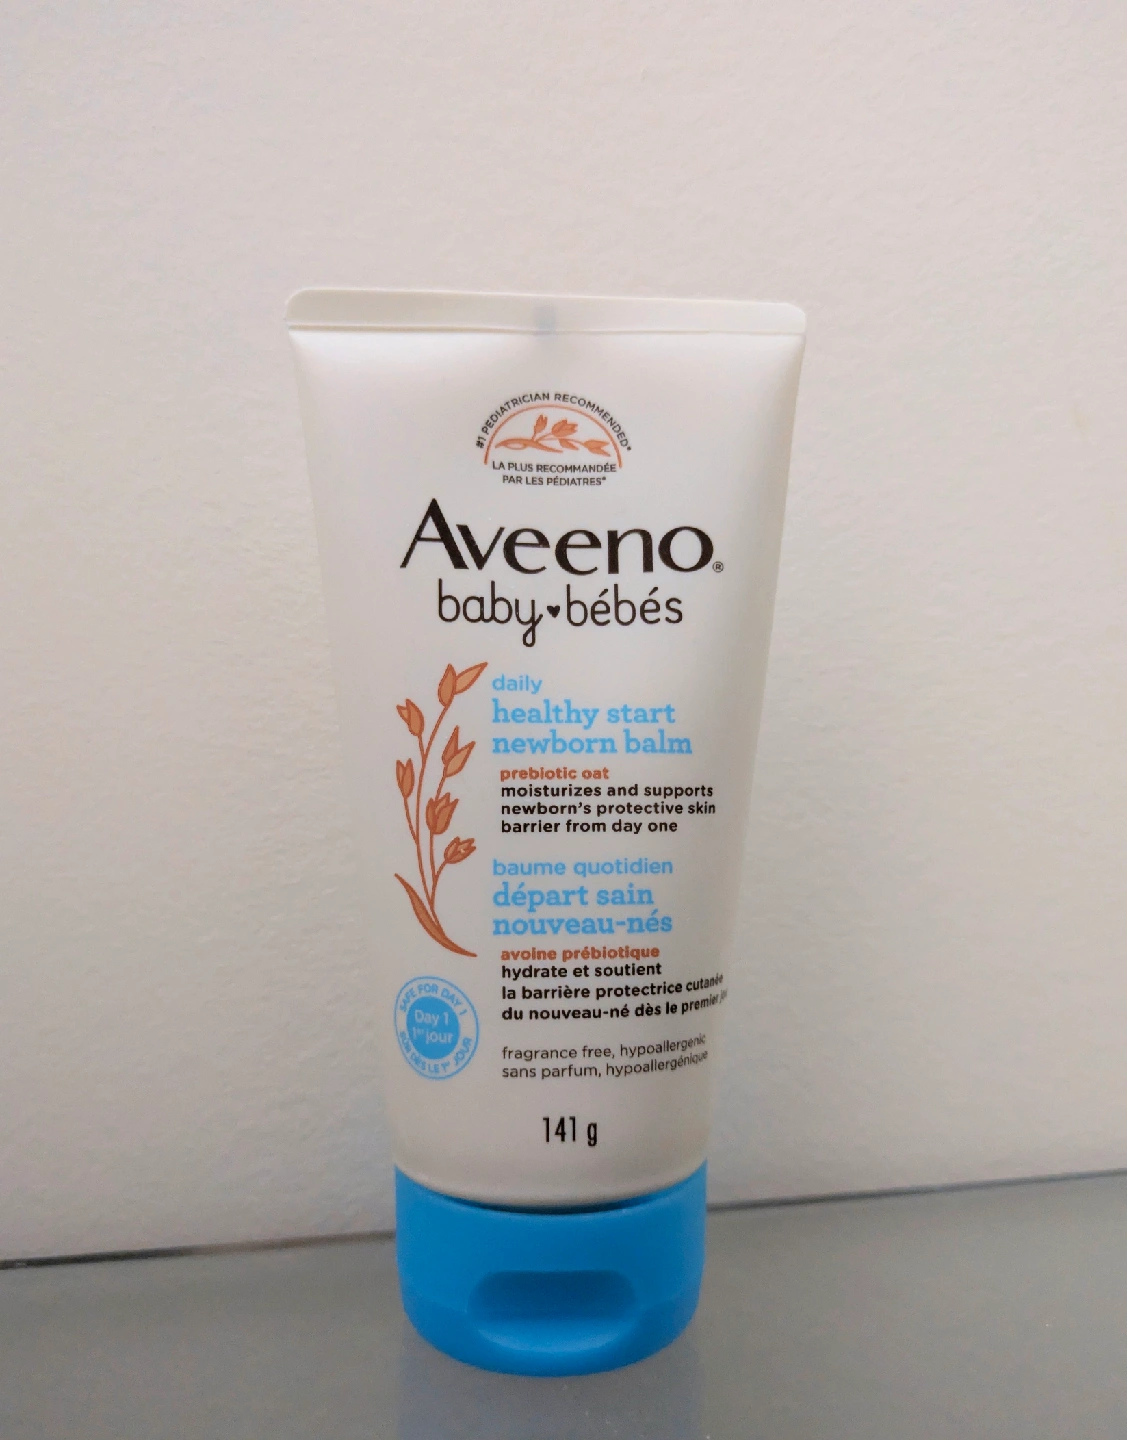 #1 PEDIATRICIAN RECOMMENDED*
LA PLUS RECOMMANDÉE
PAR LES PÉDIATRES*
Aveeno®
baby♥bébés
daily
healthy start
newborn balm
prebiotic oat
moisturizes and supports
newborn's protective skin
barrier from day one
baume quotidien
départ sain
nouveau-nés
avoine prébiotique
hydrate et soutient
la barrière protectrice cutanée
du nouveau-né dès le premier
SAFE FOR DAY 1
Day 1
1er jour
SÛR DÈS LE 1er JOUR
fragrance free, hypoallergenic
sans parfum, hypoallergénique
141 g